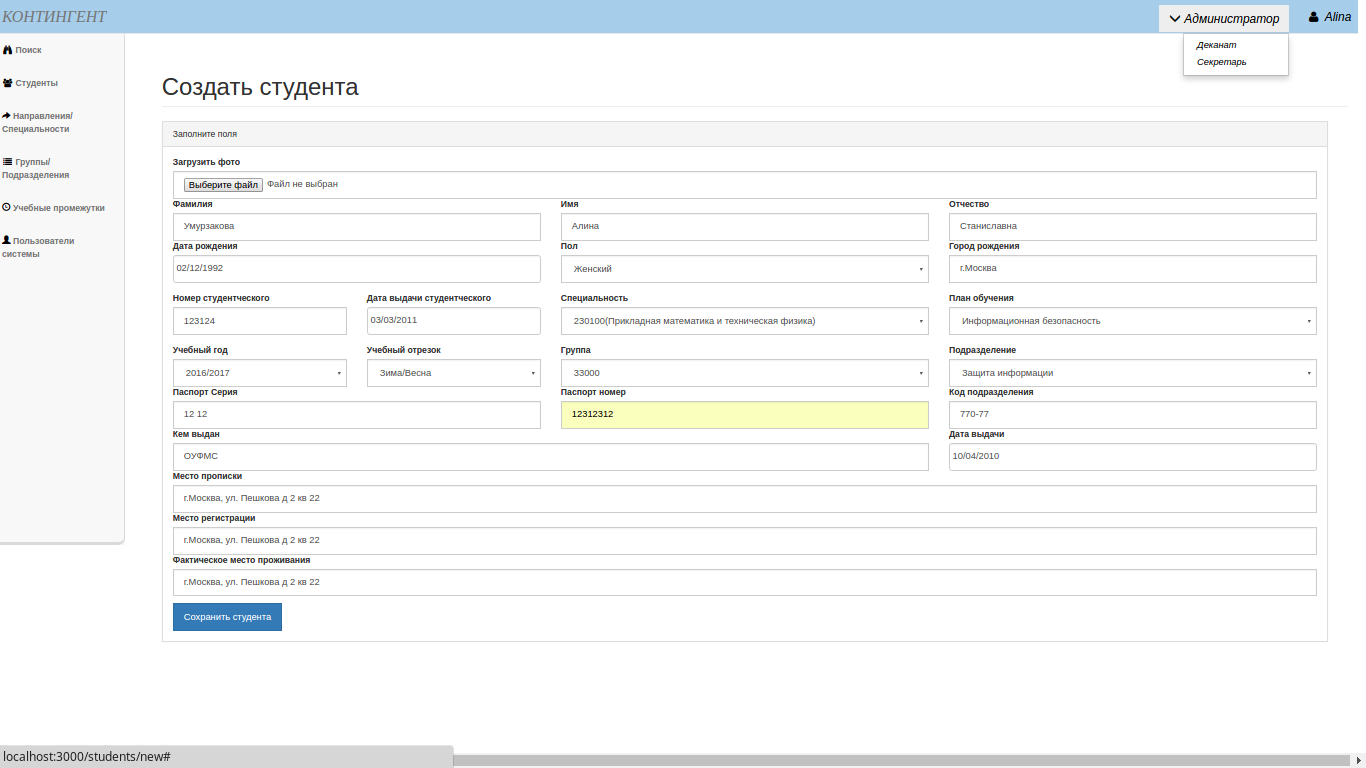 КОНТИНГЕНТ
Администратор
Alina
Деканат
Секретарь
Поиск
Студенты
Направления/
Специальности
Группы/
Подразделения
Учебные промежутки
Пользователи
системы
Создать студента
Заполните поля
Загрузить фото
Выберите файл Файл не выбран
Фамилия Имя Отчество
Умурзакова Алина Станиславна
Дата рождения Пол Город рождения
02/12/1992 Женский г.Москва
Номер студентческого Дата выдачи студентческого Специальность План обучения
123124 03/03/2011 230100(Прикладная математика и техническая физика) Информационная безопасность
Учебный год Учебный отрезок Группа Подразделение
2016/2017 Зима/Весна 33000 Защита информации
Паспорт Серия Паспорт номер Код подразделения
12 12 12312312 770-77
Кем выдан Дата выдачи
ОУФМС 10/04/2010
Место прописки
г.Москва, ул. Пешкова д 2 кв 22
Место регистрации
г.Москва, ул. Пешкова д 2 кв 22
Фактическое место проживания
г.Москва, ул. Пешкова д 2 кв 22
Сохранить студента
localhost:3000/students/new#